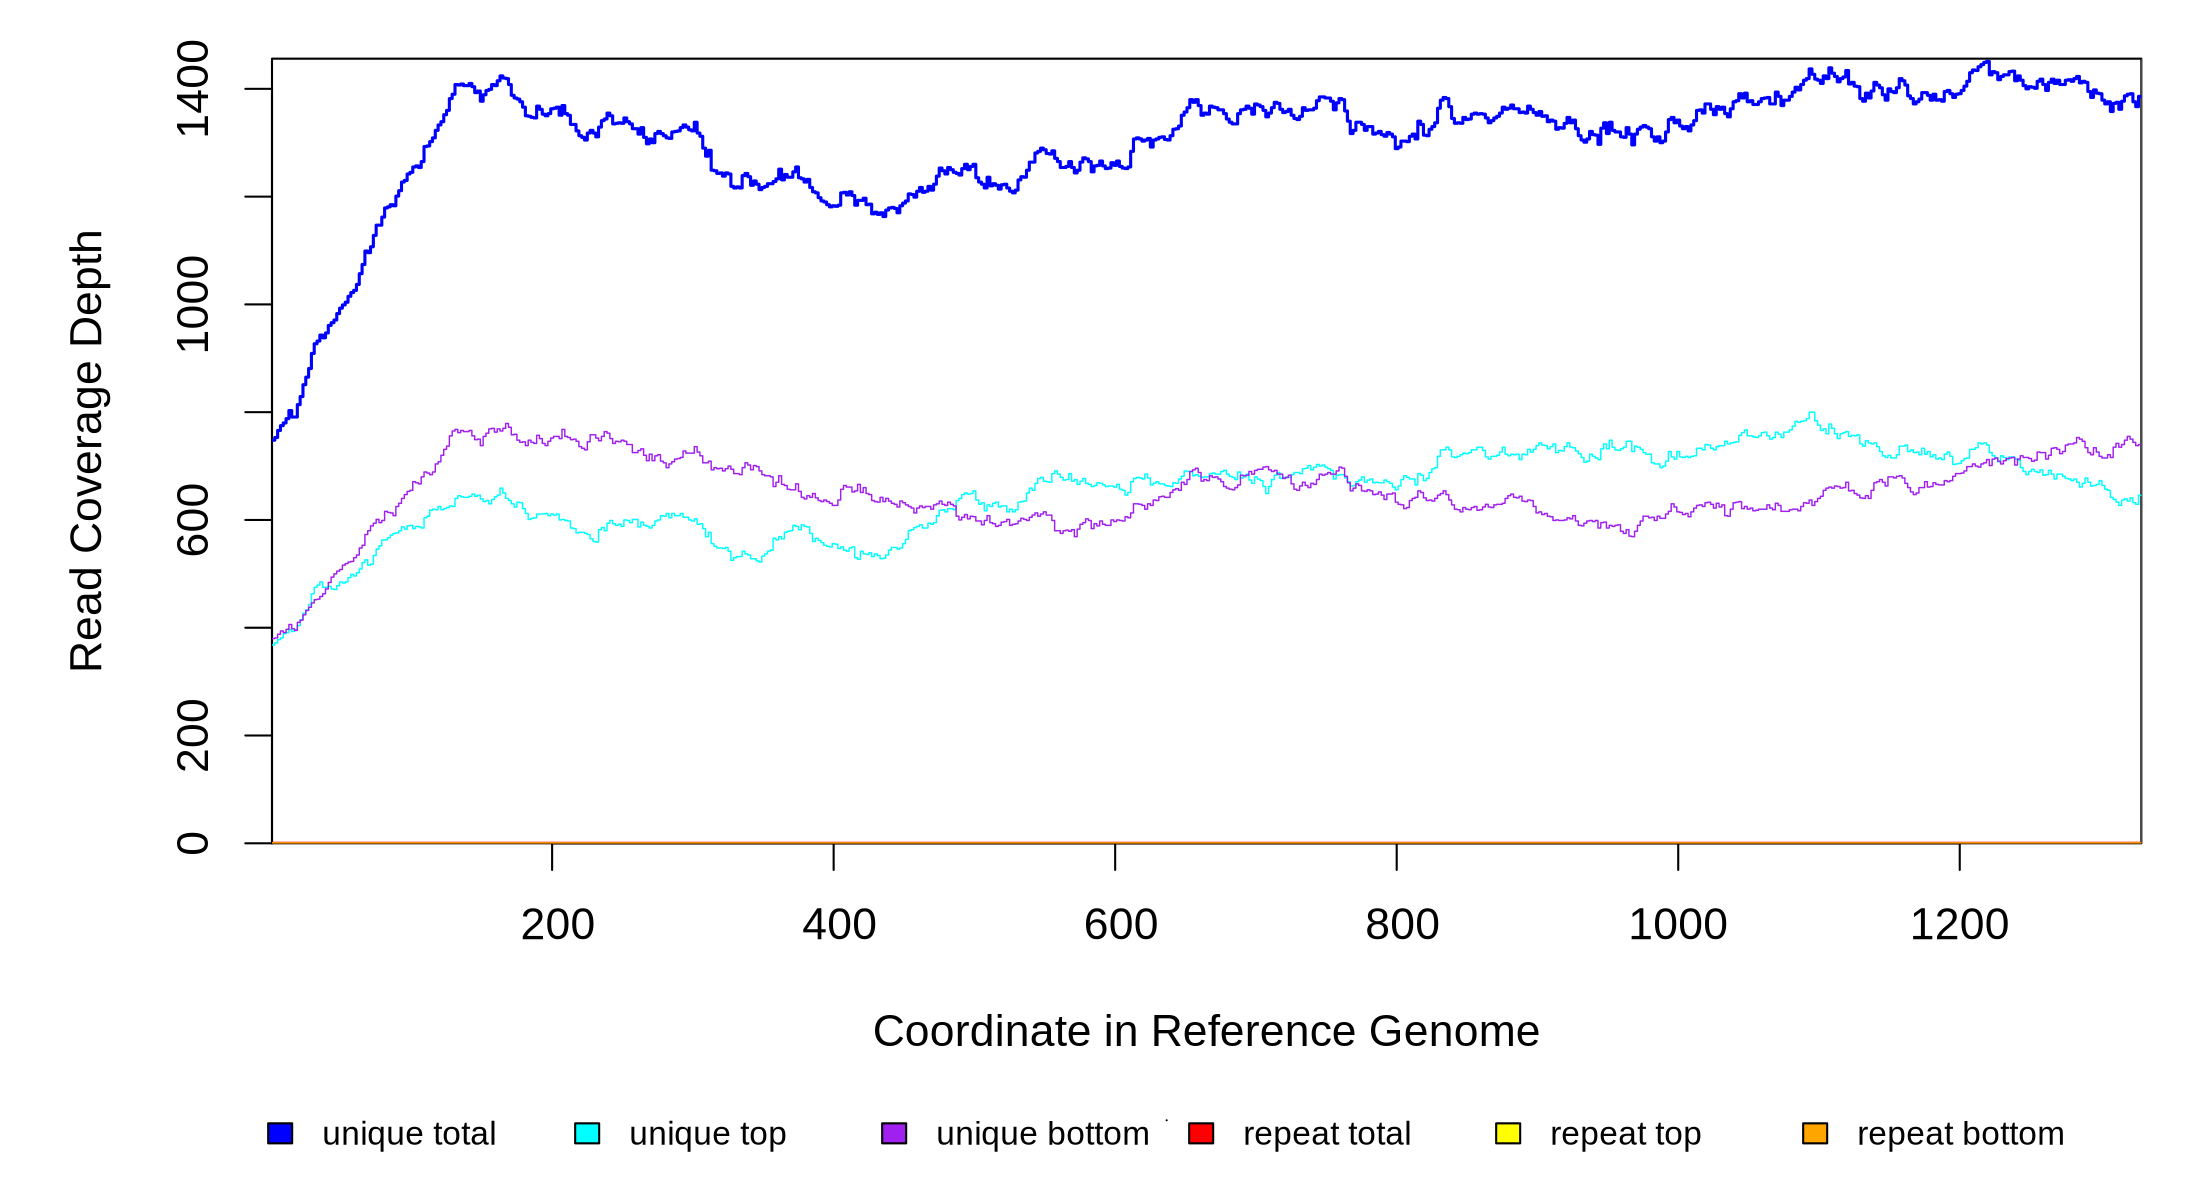 1400
1000
600
200
0
Read Coverage Depth
200 400 600 800 1000 1200
Coordinate in Reference Genome
unique total unique top unique bottom repeat total repeat top repeat bottom